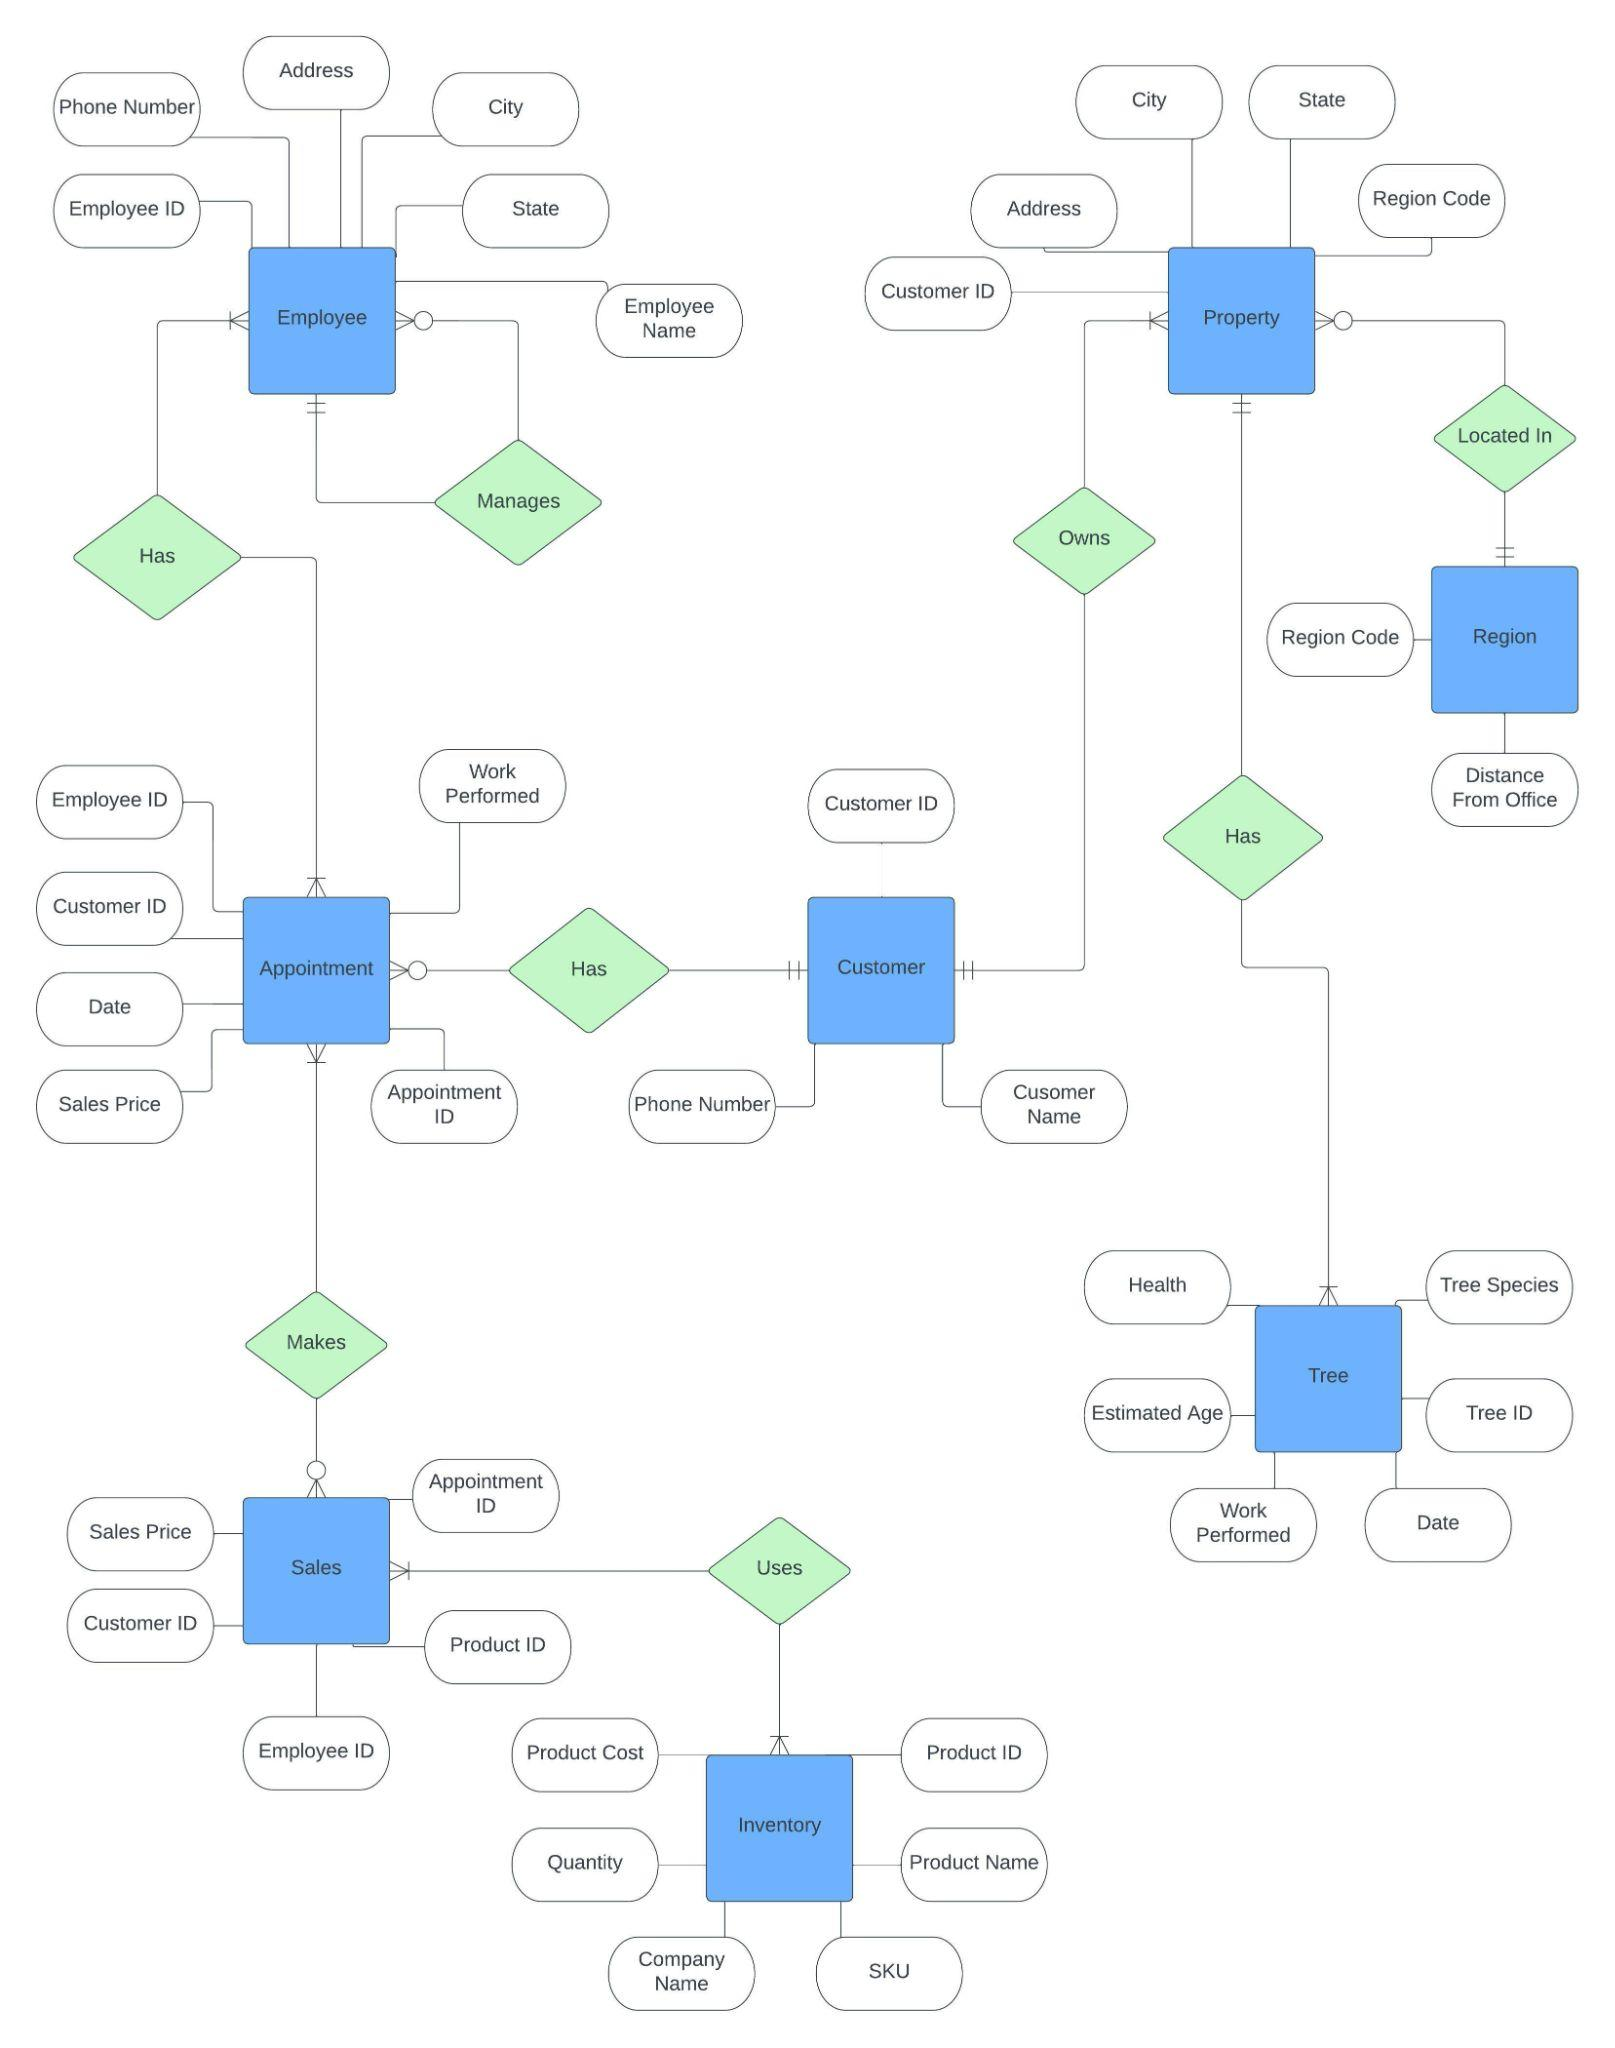 Address
Phone Number
City
City
State
Employee ID
State
Address
Region Code
Customer ID
Employee
Name
Employee
Property
Located In
Manages
Has
Owns
Region Code
Region
Distance
From Office
Work
Performed
Employee ID
Customer ID
Has
Customer ID
Appointment
Has
Customer
Date
Sales Price
Appointment
ID
Phone Number
Cusomer
Name
Health
Tree Species
Makes
Tree
Estimated Age
Tree ID
Work
Performed
Date
Appointment
ID
Sales Price
Sales
Uses
Customer ID
Product ID
Employee ID
Product Cost
Product ID
Inventory
Quantity
Product Name
Company
Name
SKU